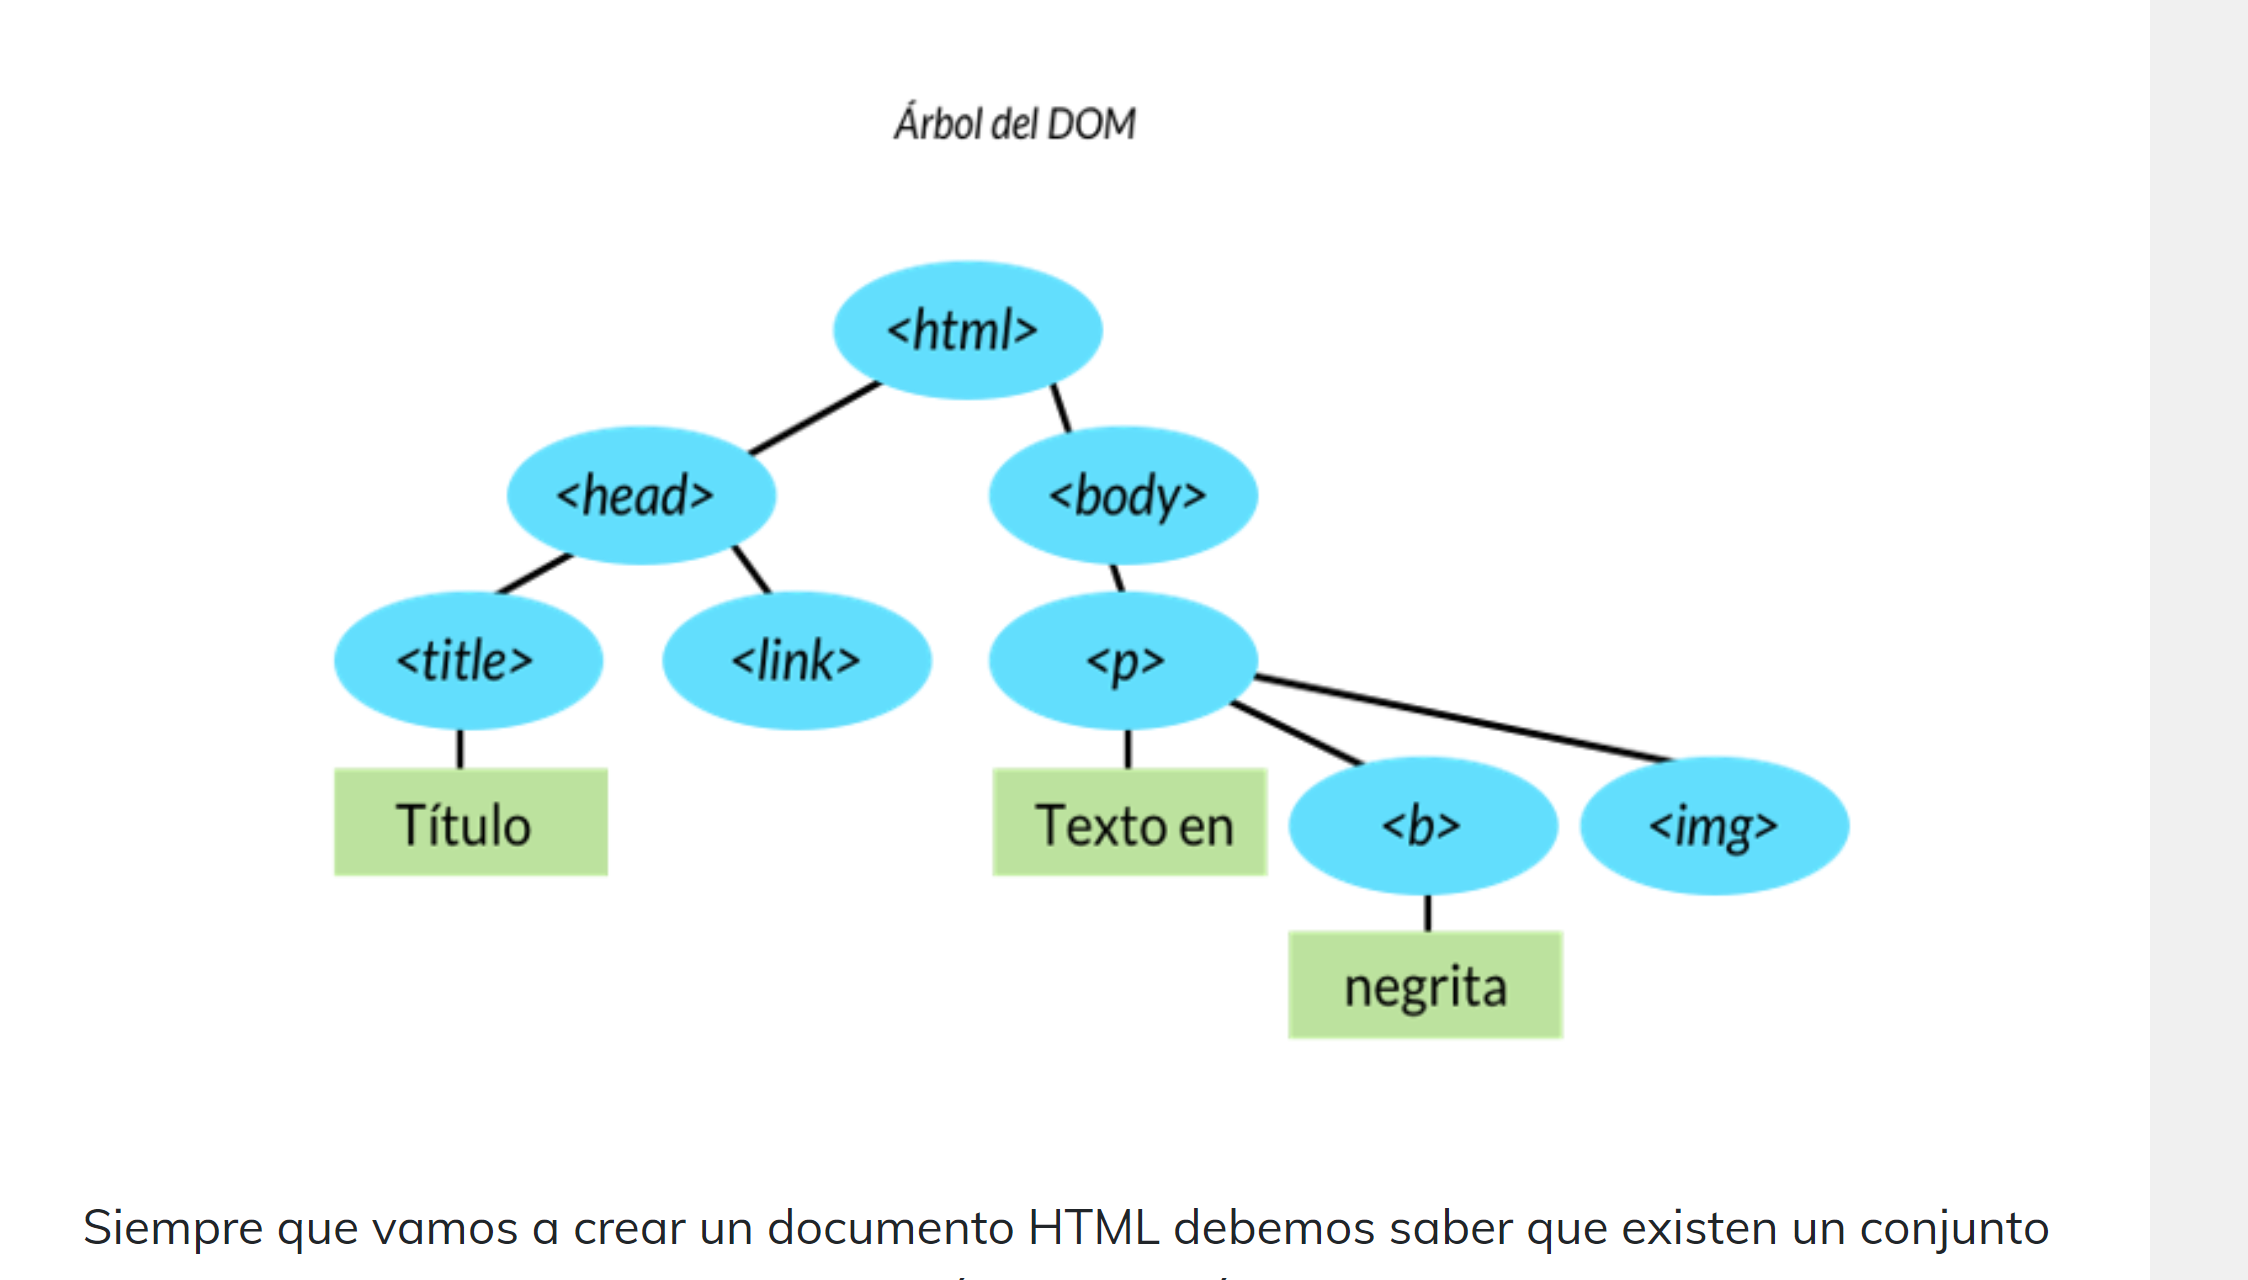 Árbol del DOM
<html>
<head> <body>
<title> <link> <p>
Título Texto en <b> <img>
negrita
Siempre que vamos a crear un documento HTML debemos saber que existen un conjunto